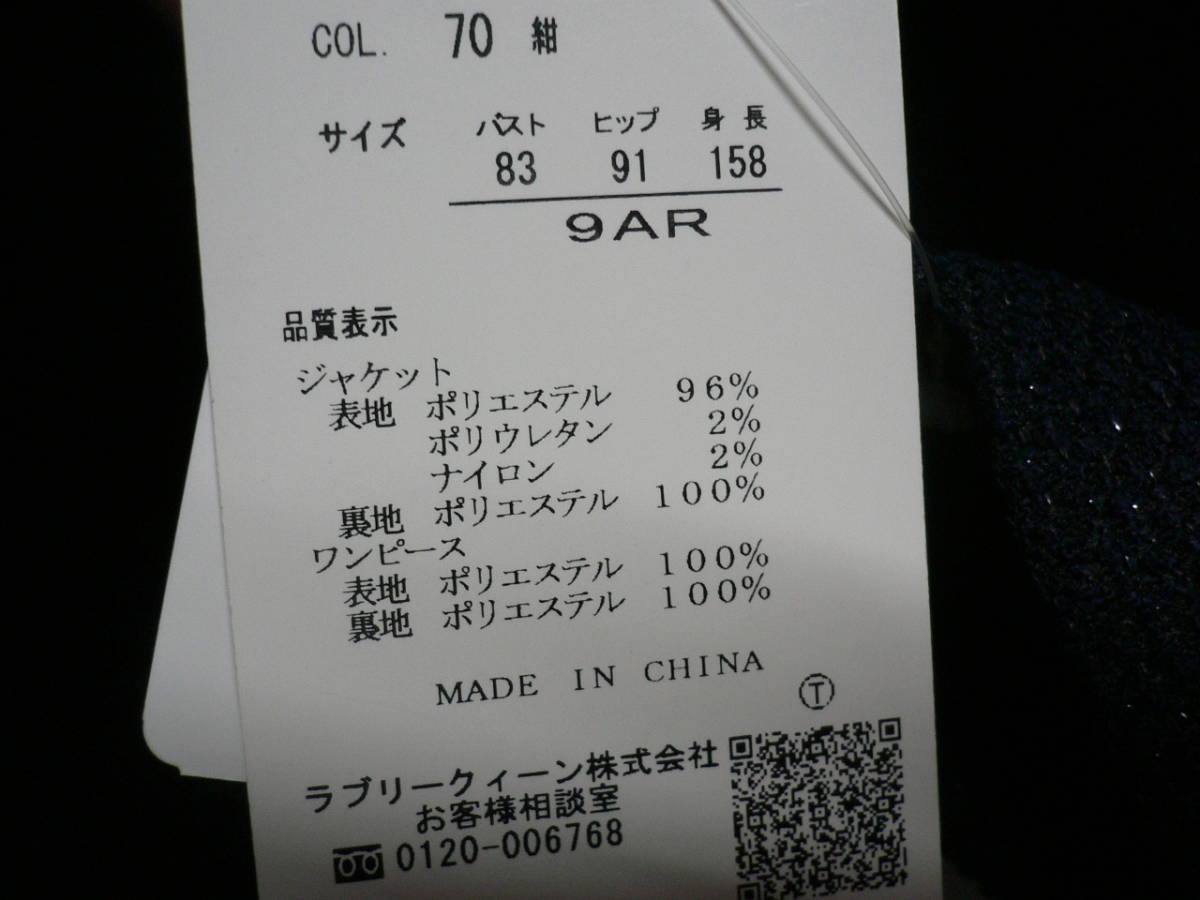 COL. 70 紺
サイズ バスト ヒップ 身長
83 91 158
9AR
品質表示
ジャケット
表地 ポリエステル 96%
ポリウレタン 2%
ナイロン 2%
裏地 ポリエステル 100%
ワンピース
表地 ポリエステル 100%
裏地 ポリエステル 100%
MADE IN CHINA
Ⓣ
ラブリークィーン株式会社
お客様相談室
0120-006768